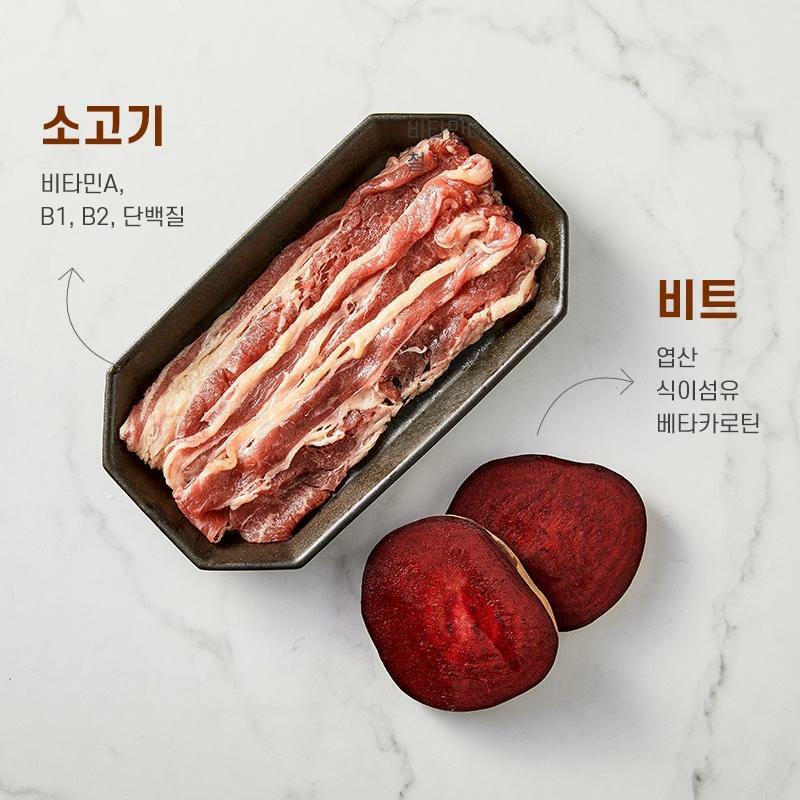 소고기
비타민A,
B1, B2, 단백질
철
비트
엽산
식이섬유
베타카로틴